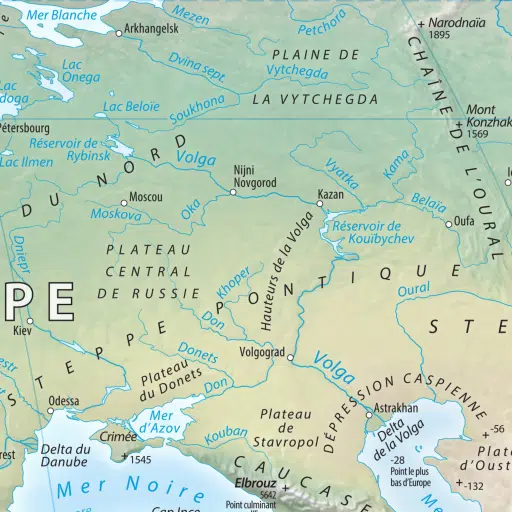 Mer Blanche
Arkhangelsk
Mezen
Petchora
Narodnaïa
1895
Dvina sept
PLAINE DE
Vytchegda
LA VYTCHEGDA
Lac
Onega
Lac
doga
Lac Beloïe
Soukhona
CHAÎNE DE L'OURAL
Mont
Konzhak
1569
Pétersbourg
Lac Ilmen
Réservoir de
Rybinsk
Volga
DU NORD
Nijni
Novgorod
Vyatka
Kama
Kazan
Belaïa
Oufa
Moscou
Moskova
Oka
Réservoir de
Kouïbychev
Dniepr
PLATEAU
CENTRAL
DE RUSSIE
Khoper
Hauteurs de la Volga
Oural
PE
Kiev
STEPPE PONTIQUE
Don
STE
Donets
Volgograd
Volga
Plateau
du Donets
Don
DÉPRESSION CASPIENNE
estr
Odessa
Mer
d'Azov
Plateau
de
Stavropol
Astrakhan
Delta
de la Volga
-28
Point le plus
bas d'Europe
-56
Plate
d'Oust
-132
Kouban
Crimée
1545
Delta du
Danube
rest
Mer Noire
CAUCASE
Elbrouz
5642
Point culminant
Mer